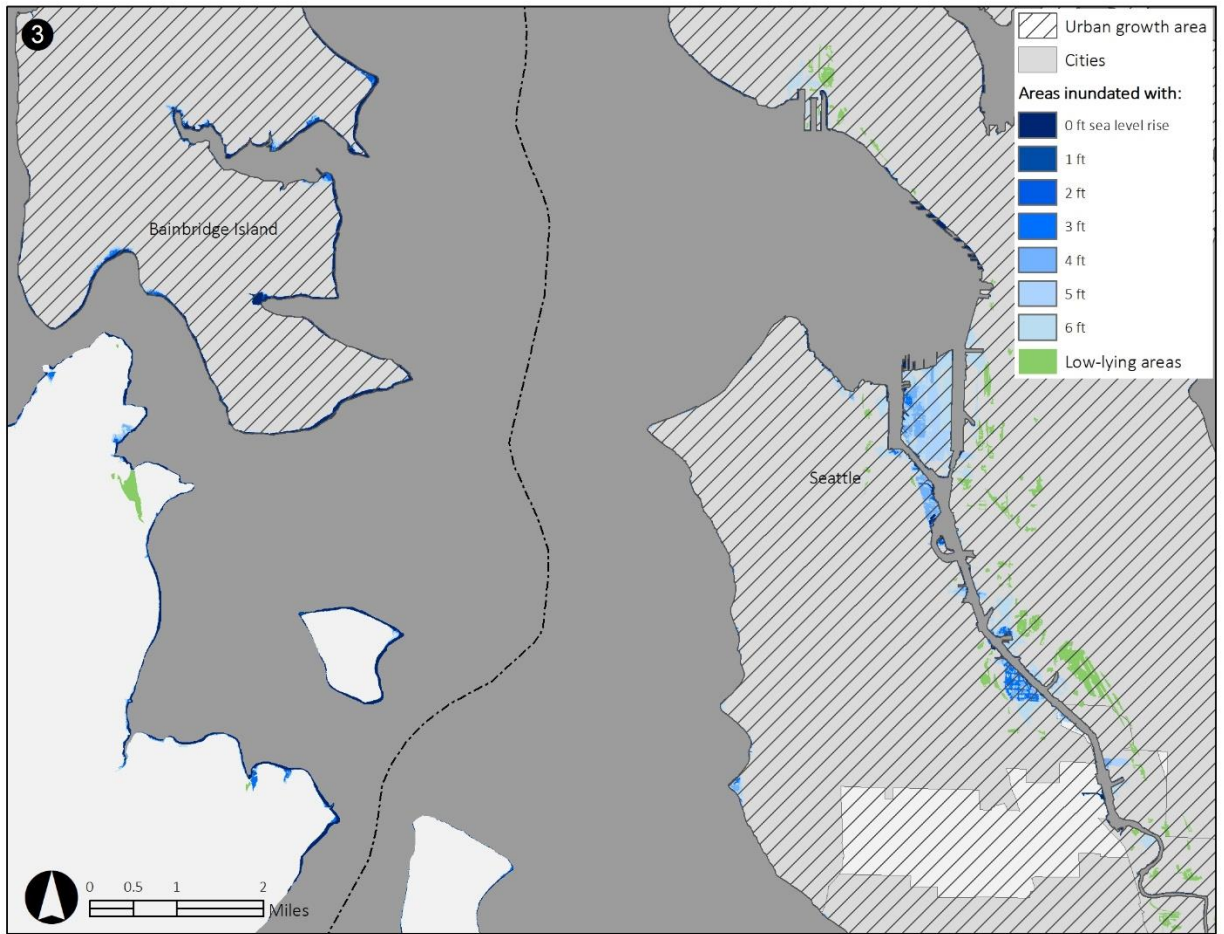 3
Urban growth area
Cities
Areas inundated with:
0 ft sea level rise
1 ft
2 ft
3 ft
4 ft
5 ft
6 ft
Low-lying areas
Bainbridge Island
Seattle
0 0.5 1 2
Miles